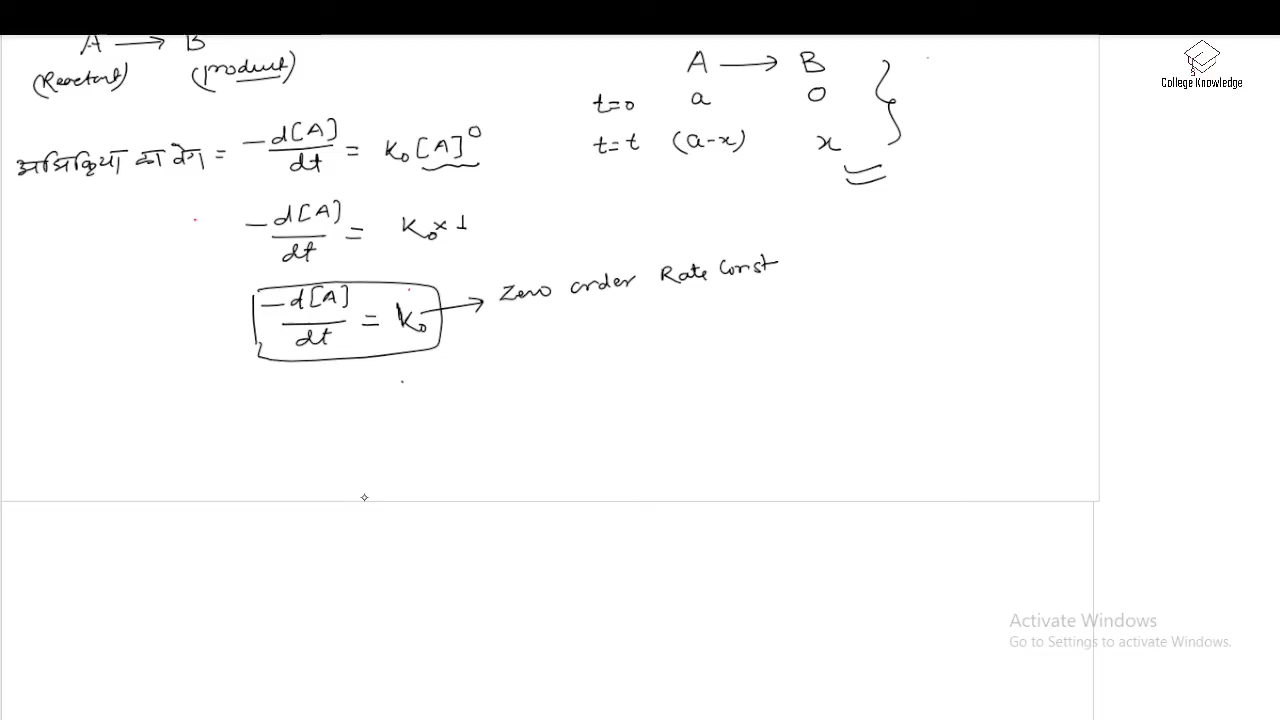 A → B
(Reactant) (product)
अभिक्रिया का वेग = -d[A]/dt = K₀[A]⁰
-d[A]/dt = K₀×1
-d[A]/dt = K₀ → Zero order Rate Const
A → B
t=0 a 0
t=t (a-x) x
College Knowledge
Activate Windows
Go to Settings to activate Windows.